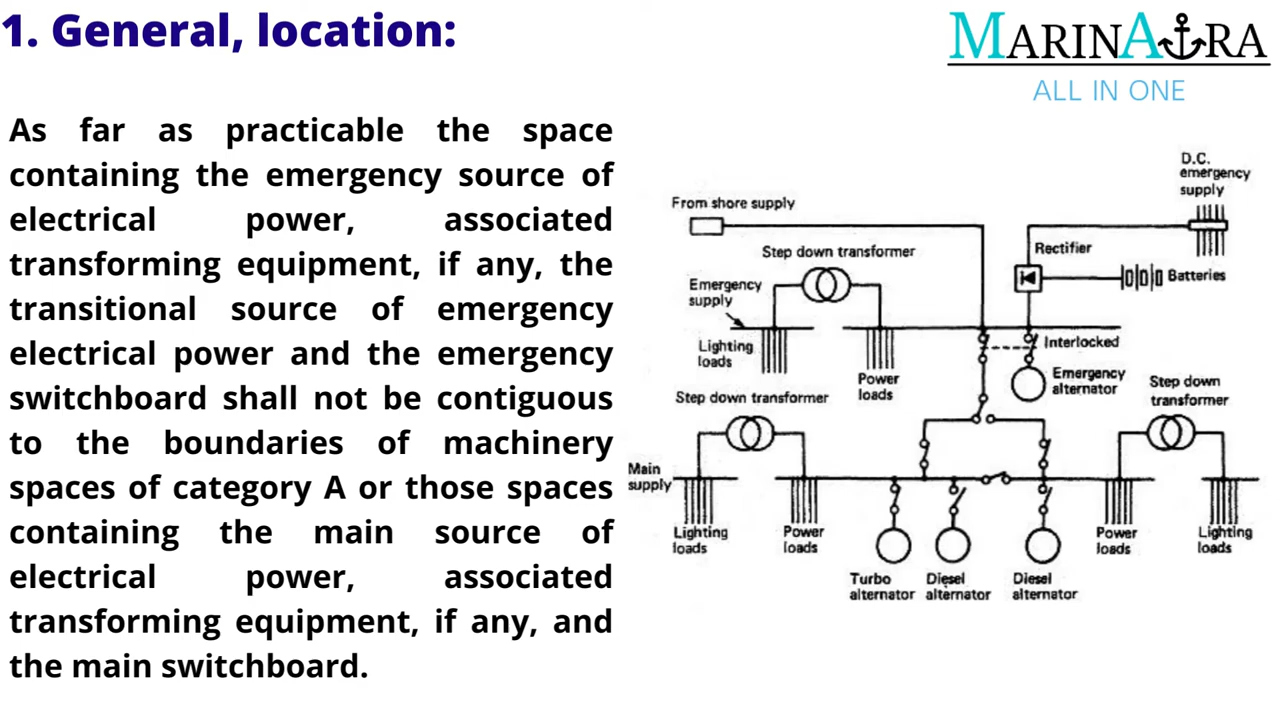 1. General, location:
MARINAURA
ALL IN ONE
As far as practicable the space
containing the emergency source of
electrical power, associated
transforming equipment, if any, the
transitional source of emergency
electrical power and the emergency
switchboard shall not be contiguous
to the boundaries of machinery
spaces of category A or those spaces
containing the main source of
electrical power, associated
transforming equipment, if any, and
the main switchboard.
D.C.
emergency
supply
From shore supply
Rectifier
Step down transformer
Batteries
Emergency
supply
Lighting
loads
Interlocked
Power
loads
Emergency
alternator
Step down
transformer
Step down transformer
Main
supply
Lighting
loads
Power
loads
Power
loads
Lighting
loads
Turbo
alternator
Diesel
alternator
Diesel
alternator